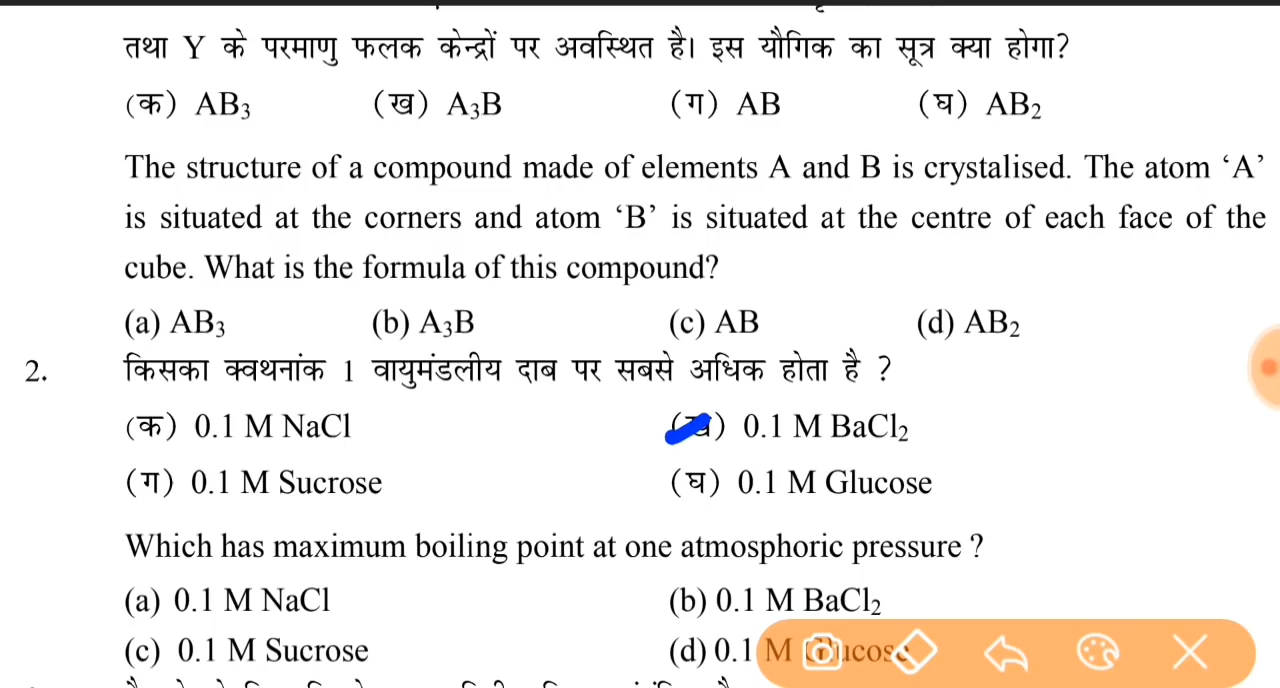 तथा Y के परमाणु फलक केन्द्रों पर अवस्थित है। इस यौगिक का सूत्र क्या होगा?
(क) AB₃ (ख) A₃B (ग) AB (घ) AB₂
The structure of a compound made of elements A and B is crystalised. The atom ‘A’
is situated at the corners and atom ‘B’ is situated at the centre of each face of the
cube. What is the formula of this compound?
(a) AB₃ (b) A₃B (c) AB (d) AB₂
2. किसका क्वथनांक 1 वायुमंडलीय दाब पर सबसे अधिक होता है ?
(क) 0.1 M NaCl (ख) 0.1 M BaCl₂
(ग) 0.1 M Sucrose (घ) 0.1 M Glucose
Which has maximum boiling point at one atmosphoric pressure ?
(a) 0.1 M NaCl (b) 0.1 M BaCl₂
(c) 0.1 M Sucrose (d) 0.1 M Glucose